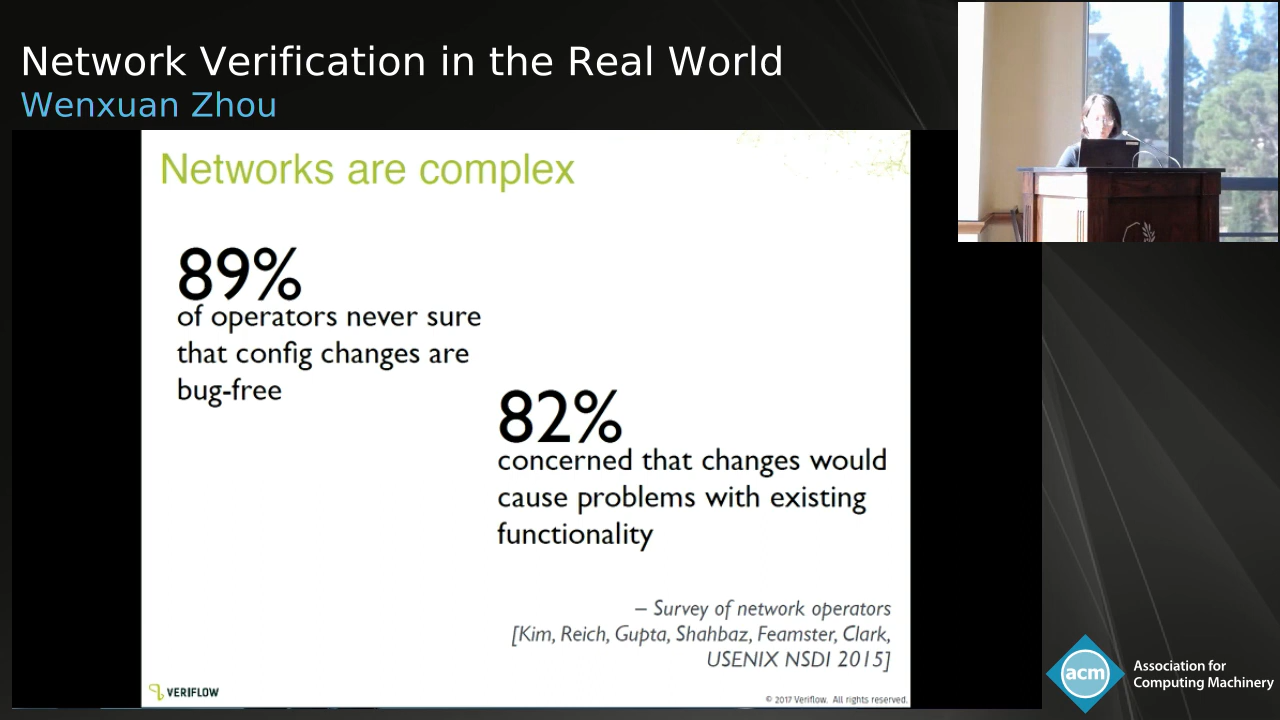 Network Verification in the Real World
Wenxuan Zhou
Networks are complex
89%
of operators never sure
that config changes are
bug-free
82%
concerned that changes would
cause problems with existing
functionality
– Survey of network operators
[Kim, Reich, Gupta, Shahbaz, Feamster, Clark,
USENIX NSDI 2015]
VERIFLOW
© 2017 Veriflow. All rights reserved.
acm
Association for
Computing Machinery